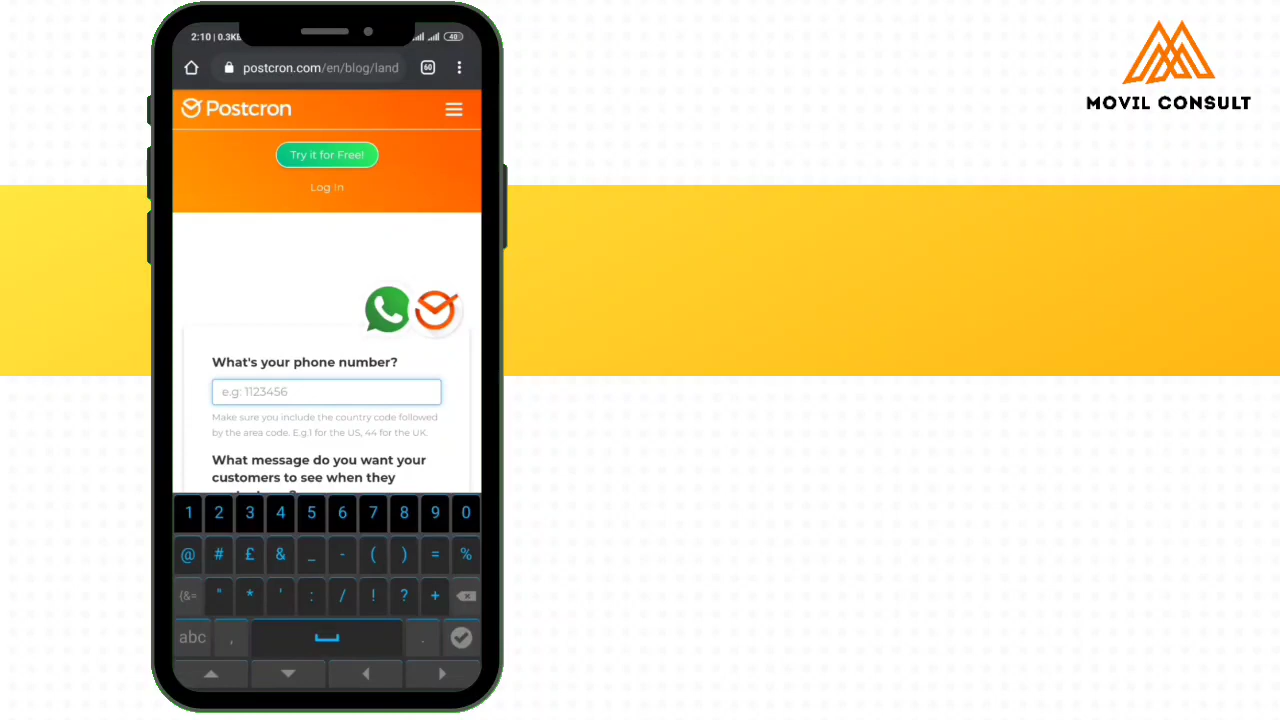 2:10 | 0.3KB
40
postcron.com/en/blog/land
60
Postcron
MOVIL CONSULT
Try it for Free!
Log In
What's your phone number?
e.g: 1123456
Make sure you include the country code followed
by the area code. E.g.1 for the US, 44 for the UK.
What message do you want your
customers to see when they
1 2 3 4 5 6 7 8 9 0
@ # £ & _ - ( ) = %
(&= " * ' : / ! ? +
abc , .